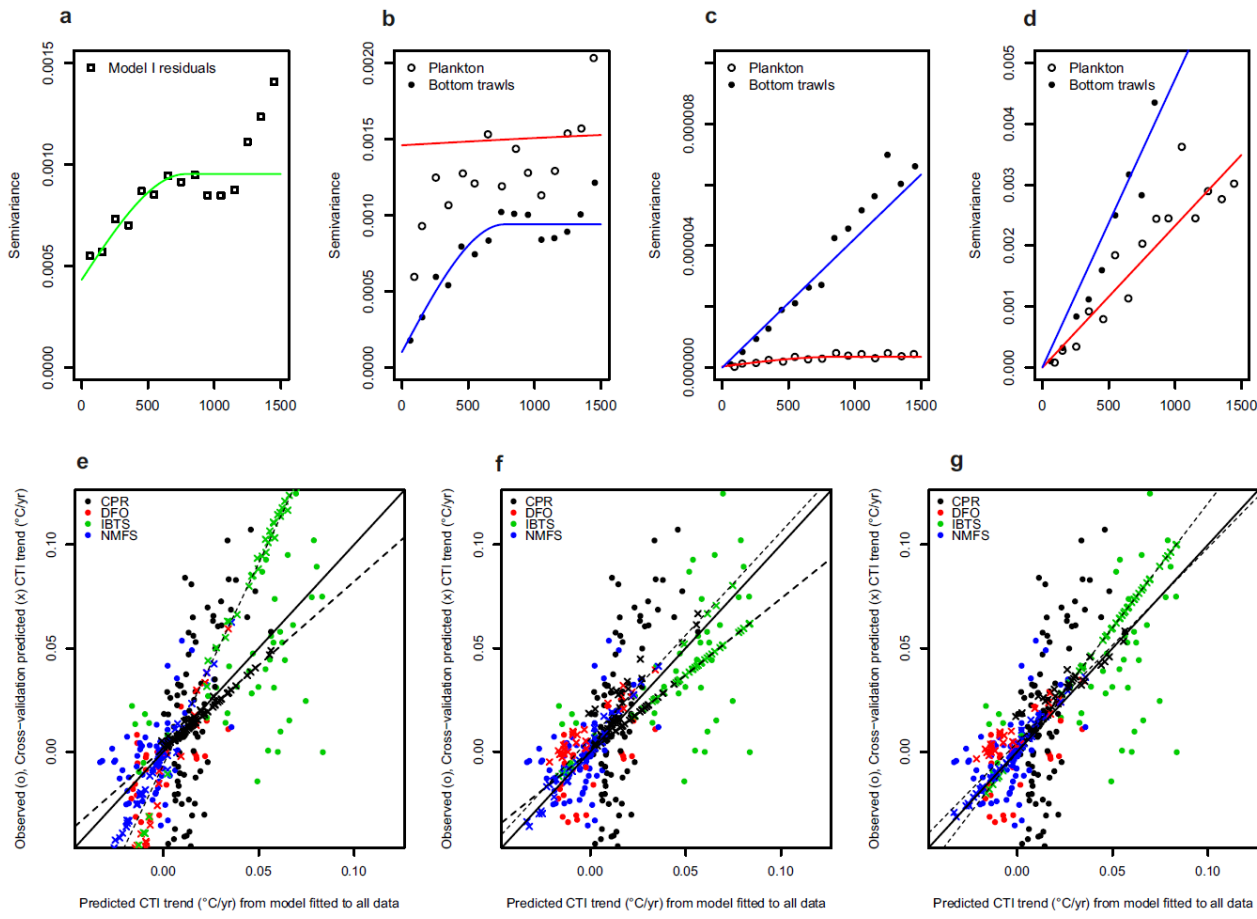 a
Semivariance
0.0000 0.0005 0.0010 0.0015
Model I residuals
0 500 1000 1500
b
Semivariance
0.0000 0.0005 0.0010 0.0015 0.0020
Plankton
Bottom trawls
0 500 1000 1500
c
Semivariance
0.000000 0.000004 0.000008
Plankton
Bottom trawls
0 500 1000 1500
d
Semivariance
0.000 0.001 0.002 0.003 0.004 0.005
Plankton
Bottom trawls
0 500 1000 1500
e
Observed (o), Cross-validation predicted (x) CTI trend (°C/yr)
0.00 0.05 0.10
CPR
DFO
IBTS
NMFS
0.00 0.05 0.10
Predicted CTI trend (°C/yr) from model fitted to all data
f
Observed (o), Cross-validation predicted (x) CTI trend (°C/yr)
0.00 0.05 0.10
CPR
DFO
IBTS
NMFS
0.00 0.05 0.10
Predicted CTI trend (°C/yr) from model fitted to all data
g
Observed (o), Cross-validation predicted (x) CTI trend (°C/yr)
0.00 0.05 0.10
CPR
DFO
IBTS
NMFS
0.00 0.05 0.10
Predicted CTI trend (°C/yr) from model fitted to all data